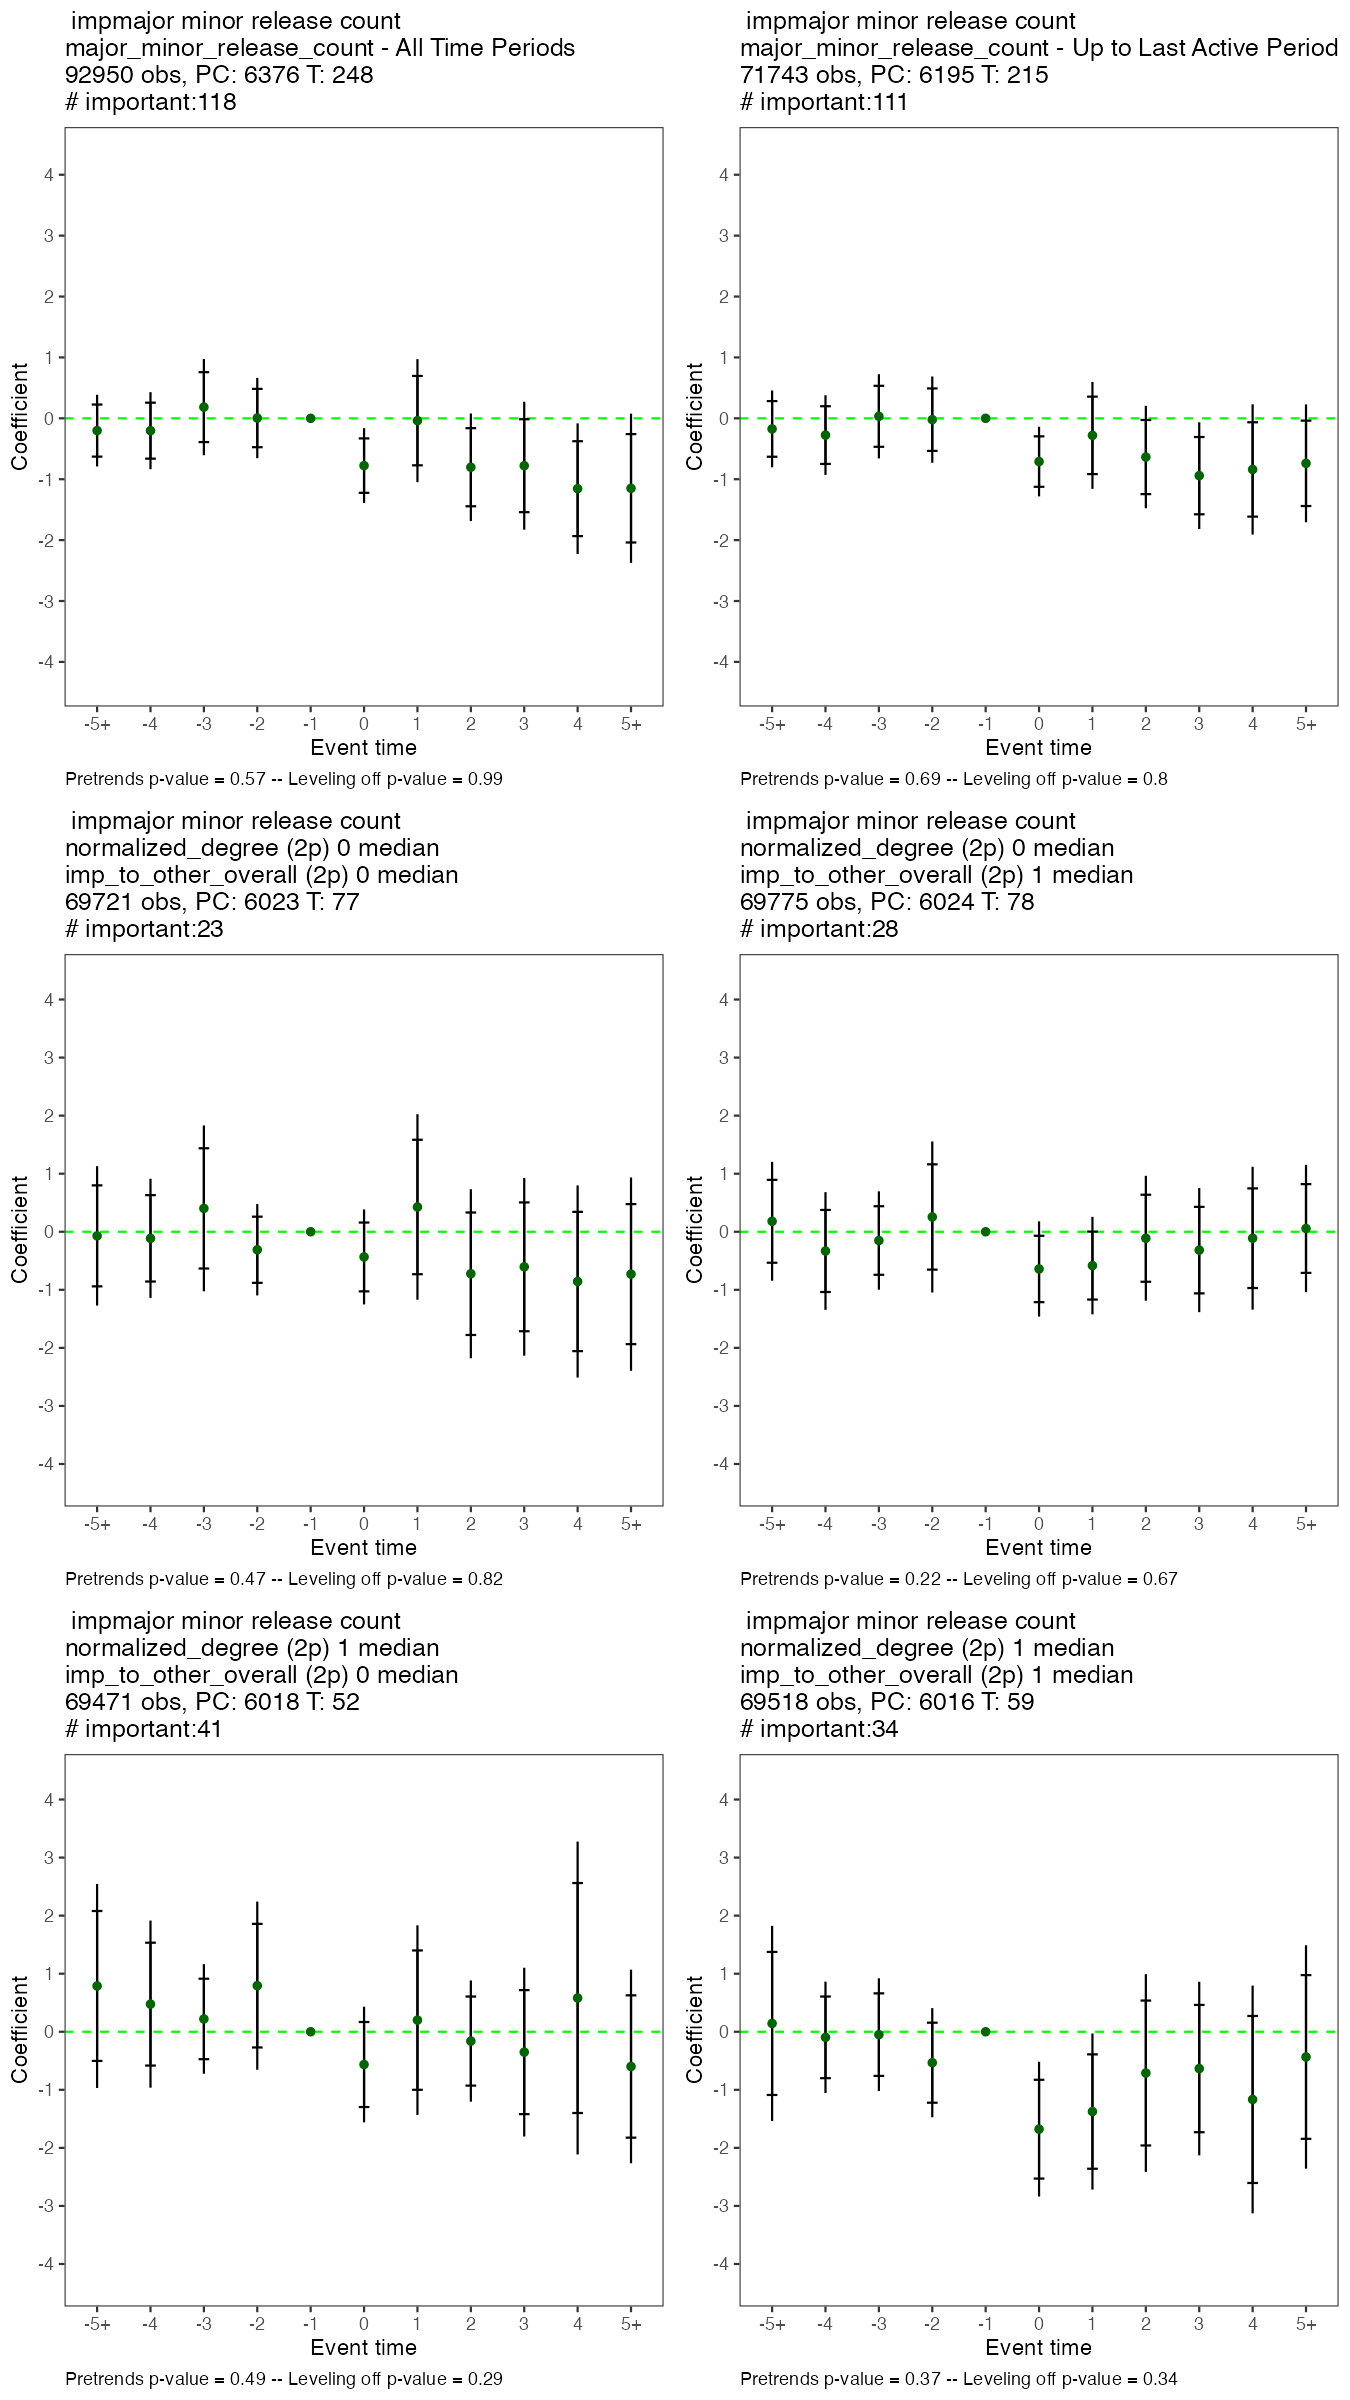 impmajor minor release count
major_minor_release_count - All Time Periods
92950 obs, PC: 6376 T: 248
# important:118
4
3
2
1
0
-1
-2
-3
-4
Coefficient
-5+ -4 -3 -2 -1 0 1 2 3 4 5+
Event time
Pretrends p-value = 0.57 -- Leveling off p-value = 0.99
impmajor minor release count
major_minor_release_count - Up to Last Active Period
71743 obs, PC: 6195 T: 215
# important:111
4
3
2
1
0
-1
-2
-3
-4
Coefficient
-5+ -4 -3 -2 -1 0 1 2 3 4 5+
Event time
Pretrends p-value = 0.69 -- Leveling off p-value = 0.8
impmajor minor release count
normalized_degree (2p) 0 median
imp_to_other_overall (2p) 0 median
69721 obs, PC: 6023 T: 77
# important:23
4
3
2
1
0
-1
-2
-3
-4
Coefficient
-5+ -4 -3 -2 -1 0 1 2 3 4 5+
Event time
Pretrends p-value = 0.47 -- Leveling off p-value = 0.82
impmajor minor release count
normalized_degree (2p) 0 median
imp_to_other_overall (2p) 1 median
69775 obs, PC: 6024 T: 78
# important:28
4
3
2
1
0
-1
-2
-3
-4
Coefficient
-5+ -4 -3 -2 -1 0 1 2 3 4 5+
Event time
Pretrends p-value = 0.22 -- Leveling off p-value = 0.67
impmajor minor release count
normalized_degree (2p) 1 median
imp_to_other_overall (2p) 0 median
69471 obs, PC: 6018 T: 52
# important:41
4
3
2
1
0
-1
-2
-3
-4
Coefficient
-5+ -4 -3 -2 -1 0 1 2 3 4 5+
Event time
Pretrends p-value = 0.49 -- Leveling off p-value = 0.29
impmajor minor release count
normalized_degree (2p) 1 median
imp_to_other_overall (2p) 1 median
69518 obs, PC: 6016 T: 59
# important:34
4
3
2
1
0
-1
-2
-3
-4
Coefficient
-5+ -4 -3 -2 -1 0 1 2 3 4 5+
Event time
Pretrends p-value = 0.37 -- Leveling off p-value = 0.34